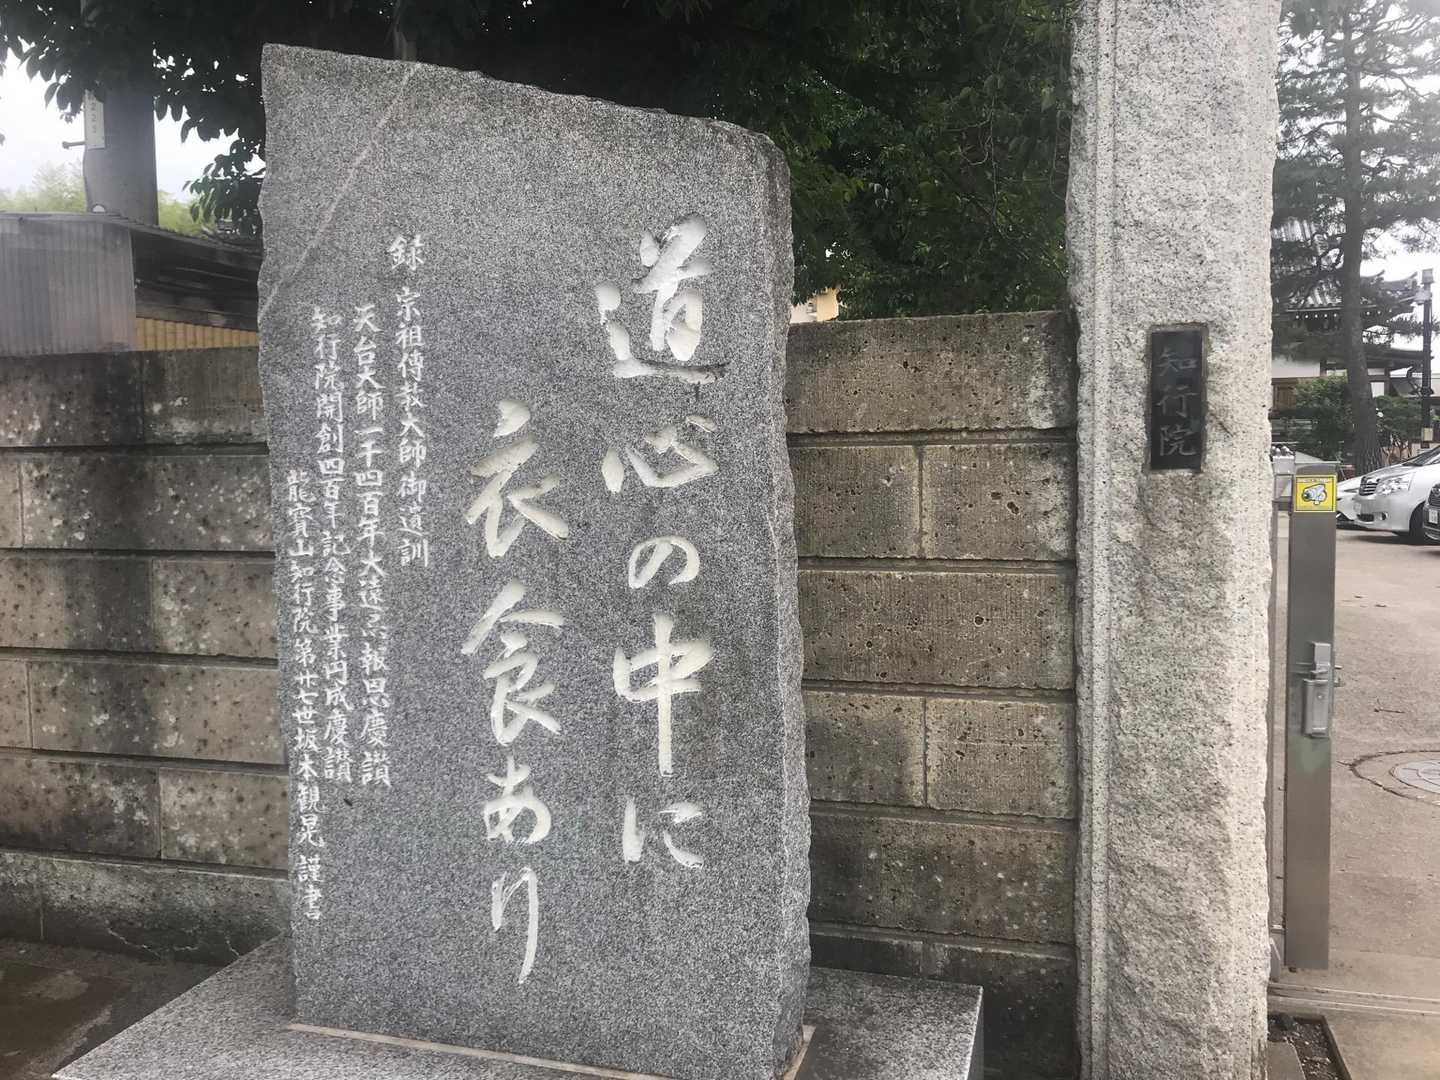 道心の中に
衣食あり
録 宗祖傳教大師御遺訓
天台大師一千四百年大遠忌報恩慶讃
知行院開創四百年記念事業円成慶讃
龍寳山知行院第廿七世坂本観晃謹書
知行院